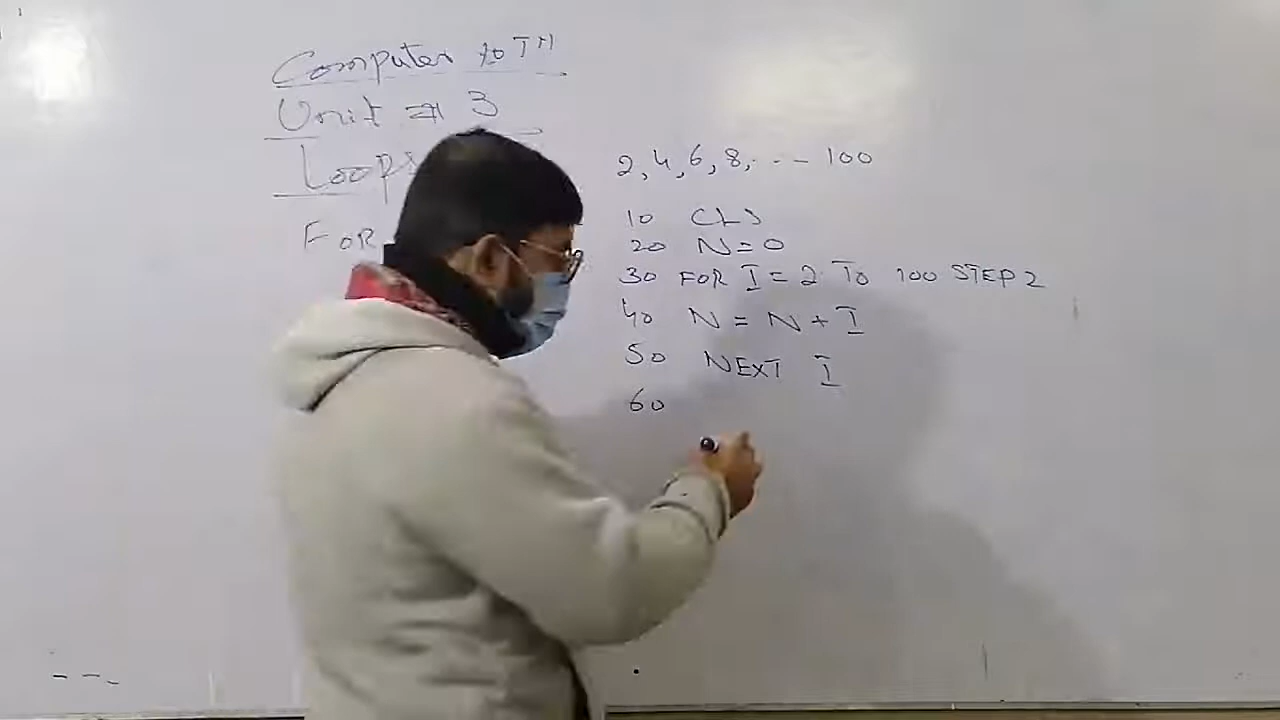 Computer 10TH
Unit # 3
Loops
FOR
2, 4, 6, 8, --- 100
10 CLS
20 N = 0
30 FOR I = 2 TO 100 STEP 2
40 N = N + I
50 NEXT I
60